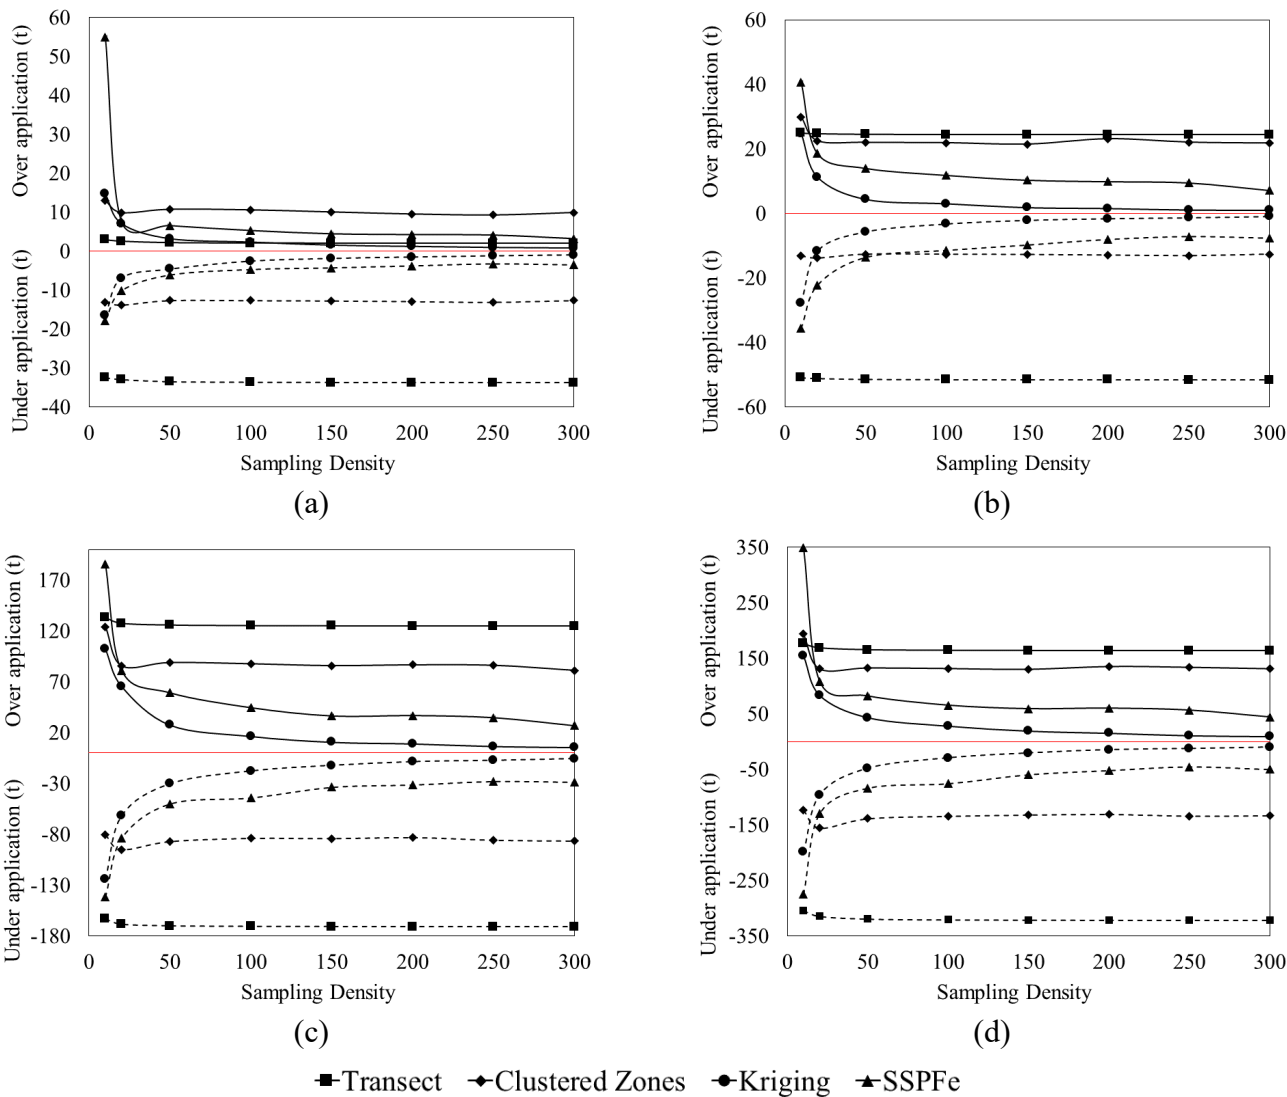 60
50
40
30
20
10
0
-10
-20
-30
-40
Over application (t)
Under application (t)
0 50 100 150 200 250 300
Sampling Density
(a)
60
40
20
0
-20
-40
-60
Over application (t)
Under application (t)
0 50 100 150 200 250 300
Sampling Density
(b)
170
120
70
20
-30
-80
-130
-180
Over application (t)
Under application (t)
0 50 100 150 200 250 300
Sampling Density
(c)
350
250
150
50
-50
-150
-250
-350
Over application (t)
Under application (t)
0 50 100 150 200 250 300
Sampling Density
(d)
Transect Clustered Zones Kriging SSPFe